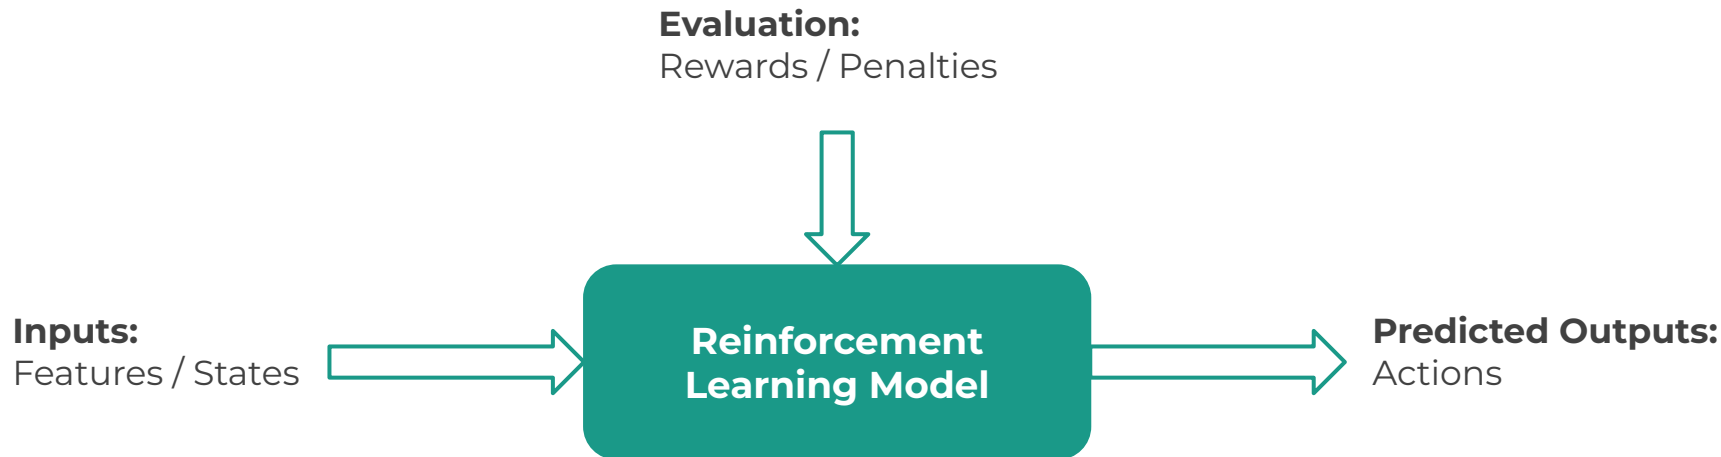 Evaluation:
Rewards / Penalties
Inputs:
Features / States
Reinforcement
Learning Model
Predicted Outputs:
Actions